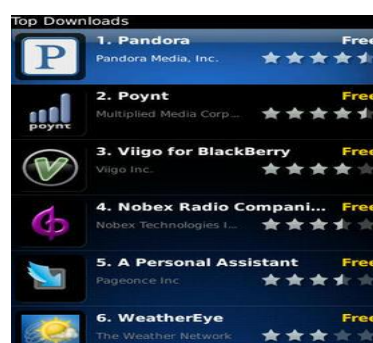 Top Downloads
1. Pandora Free
P
Pandora Media, Inc.
2. Poynt Free
poynt
Multiplied Media Corp...
3. Viigo for BlackBerry Free
V
Viigo Inc.
4. Nobex Radio Compani... Free
Nobex Technologies I...
5. A Personal Assistant Free
Pageonce Inc
6. WeatherEye Free
The Weather Network